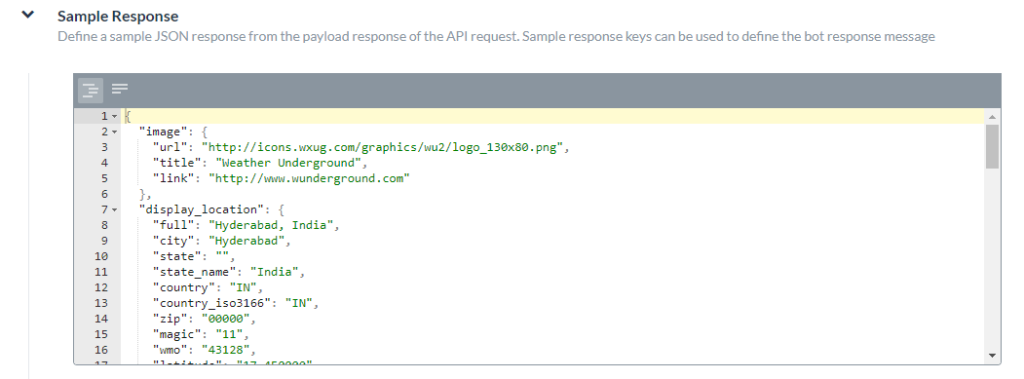 Sample Response
Define a sample JSON response from the payload response of the API request. Sample response keys can be used to define the bot response message
1 {
2 "image": {
3 "url": "http://icons.wxug.com/graphics/wu2/logo_130x80.png",
4 "title": "Weather Underground",
5 "link": "http://www.wunderground.com"
6 },
7 "display_location": {
8 "full": "Hyderabad, India",
9 "city": "Hyderabad",
10 "state": "",
11 "state_name": "India",
12 "country": "IN",
13 "country_iso3166": "IN",
14 "zip": "00000",
15 "magic": "11",
16 "wmo": "43128",
17 "latitude": "17.450000"